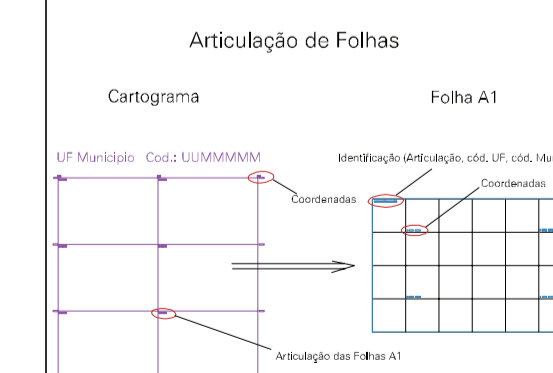 Articulação de Folhas
Cartograma
Folha A1
UF Municipio Cod.: UUMMMMM
Identificação (Articulação, cód. UF, cód.
Coordenadas
Coordenadas
Articulação das Folhas A1